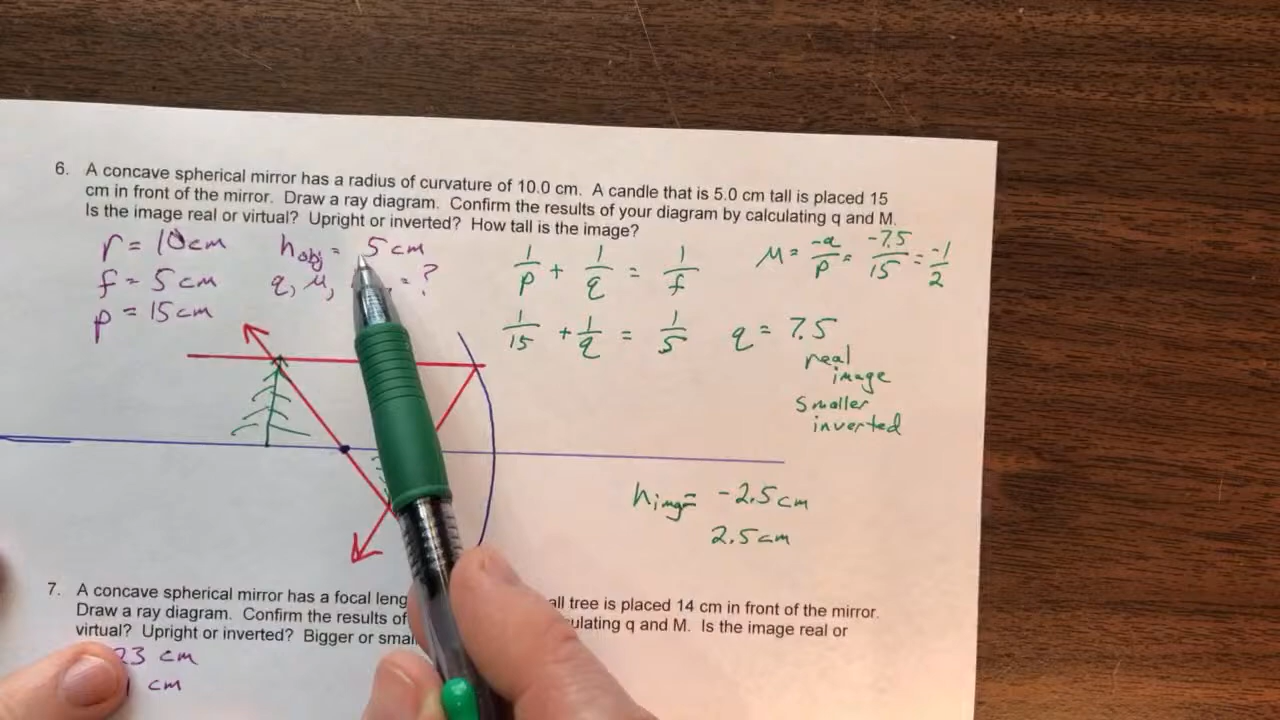 6. A concave spherical mirror has a radius of curvature of 10.0 cm. A candle that is 5.0 cm tall is placed 15
cm in front of the mirror. Draw a ray diagram. Confirm the results of your diagram by calculating q and M.
Is the image real or virtual? Upright or inverted? How tall is the image?
r = 10cm
f = 5cm
p = 15cm
hobj = 5cm
q, M, = ?
1/p + 1/q = 1/f
1/15 + 1/q = 1/5
M = -q/p = -7.5/15 = -1/2
q = 7.5
real
image
smaller
inverted
himg = -2.5cm
2.5cm
7. A concave spherical mirror has a focal tree is placed 14 cm in front of the mirror.
Draw a ray diagram. Confirm the results of q and M. Is the image real or
virtual? Upright or inverted? Bigger or
23 cm
cm